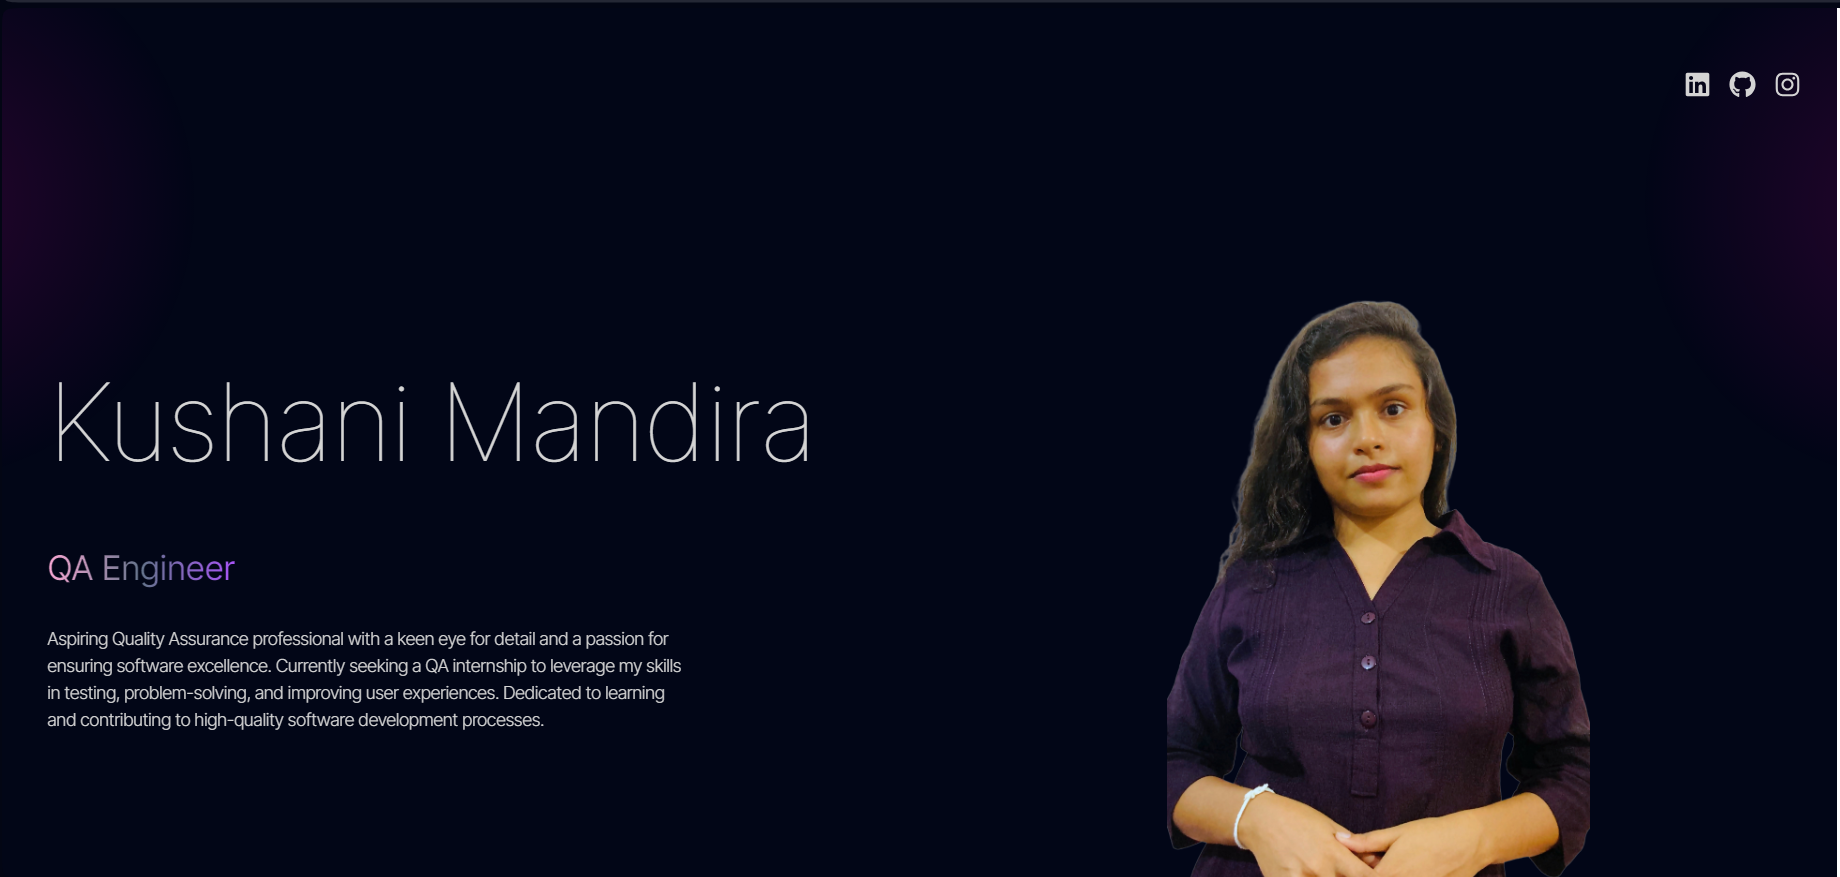 Kushani Mandira
QA Engineer
Aspiring Quality Assurance professional with a keen eye for detail and a passion for
ensuring software excellence. Currently seeking a QA internship to leverage my skills
in testing, problem-solving, and improving user experiences. Dedicated to learning
and contributing to high-quality software development processes.